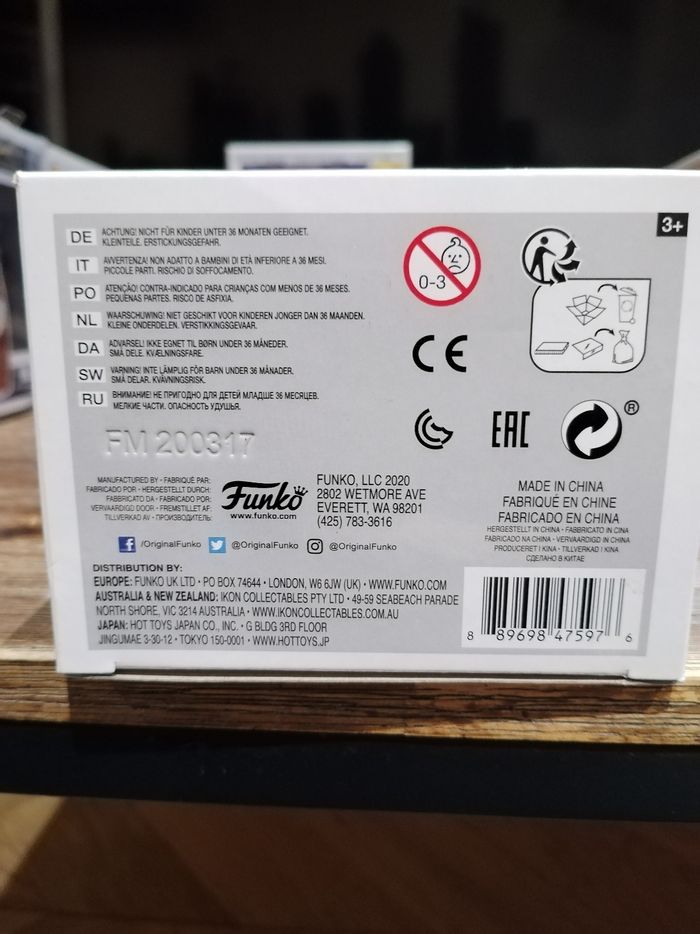 3+
DE ACHTUNG! NICHT FÜR KINDER UNTER 36 MONATEN GEEIGNET.
KLEINTEILE. ERSTICKUNGSGEFAHR.
IT AVVERTENZA! NON ADATTO A BAMBINI DI ETÀ INFERIORE A 36 MESI.
PICCOLE PARTI. RISCHIO DI SOFFOCAMENTO.
PO ATENÇÃO! CONTRA-INDICADO PARA CRIANÇAS COM MENOS DE 36 MESES.
PEQUENAS PARTES. RISCO DE ASFIXIA.
NL WAARSCHUWING! NIET GESCHIKT VOOR KINDEREN JONGER DAN 36 MAANDEN.
KLEINE ONDERDELEN. VERSTIKKINGSGEVAAR.
DA ADVARSEL! IKKE EGNET TIL BØRN UNDER 36 MÅNEDER.
SMÅ DELE. KVÆLNINGSFARE.
SW VARNING! INTE LÄMPLIG FÖR BARN UNDER 36 MÅNADER.
SMÅ DELAR. KVÄVNINGSRISK.
RU ВНИМАНИЕ! НЕ ПРИГОДНО ДЛЯ ДЕТЕЙ МЛАДШЕ 36 МЕСЯЦЕВ.
МЕЛКИЕ ЧАСТИ. ОПАСНОСТЬ УДУШЬЯ.
0-3
CE
EAC
®
FM 200317
MANUFACTURED BY • FABRIQUÉ PAR:
FABRICADO POR • HERGESTELLT DURCH:
FABBRICATO DA • FABRICADO POR:
VERVAARDIGD DOOR • FREMSTILLET AF:
TILLVERKAD AV • ПРОИЗВОДИТЕЛЬ:
Funko
www.funko.com
FUNKO, LLC 2020
2802 WETMORE AVE
EVERETT, WA 98201
(425) 783-3616
MADE IN CHINA
FABRIQUÉ EN CHINE
FABRICADO EN CHINA
HERGESTELLT IN CHINA • FABBRICATO IN CINA
FABRICADO NA CHINA • VERVAARDIGD IN CHINA
PRODUCERET I KINA • TILLVERKAD I KINA
СДЕЛАНО В КИТАЕ
f /OriginalFunko @OriginalFunko @OriginalFunko
DISTRIBUTION BY:
EUROPE: FUNKO UK LTD • PO BOX 74644 • LONDON, W6 6JW (UK) • WWW.FUNKO.COM
AUSTRALIA & NEW ZEALAND: IKON COLLECTABLES PTY LTD • 49-59 SEABEACH PARADE
NORTH SHORE, VIC 3214 AUSTRALIA • WWW.IKONCOLLECTABLES.COM.AU
JAPAN: HOT TOYS JAPAN CO., INC. • G BLDG 3RD FLOOR
JINGUMAE 3-30-12 • TOKYO 150-0001 • WWW.HOTTOYS.JP
8 89698 47597 6